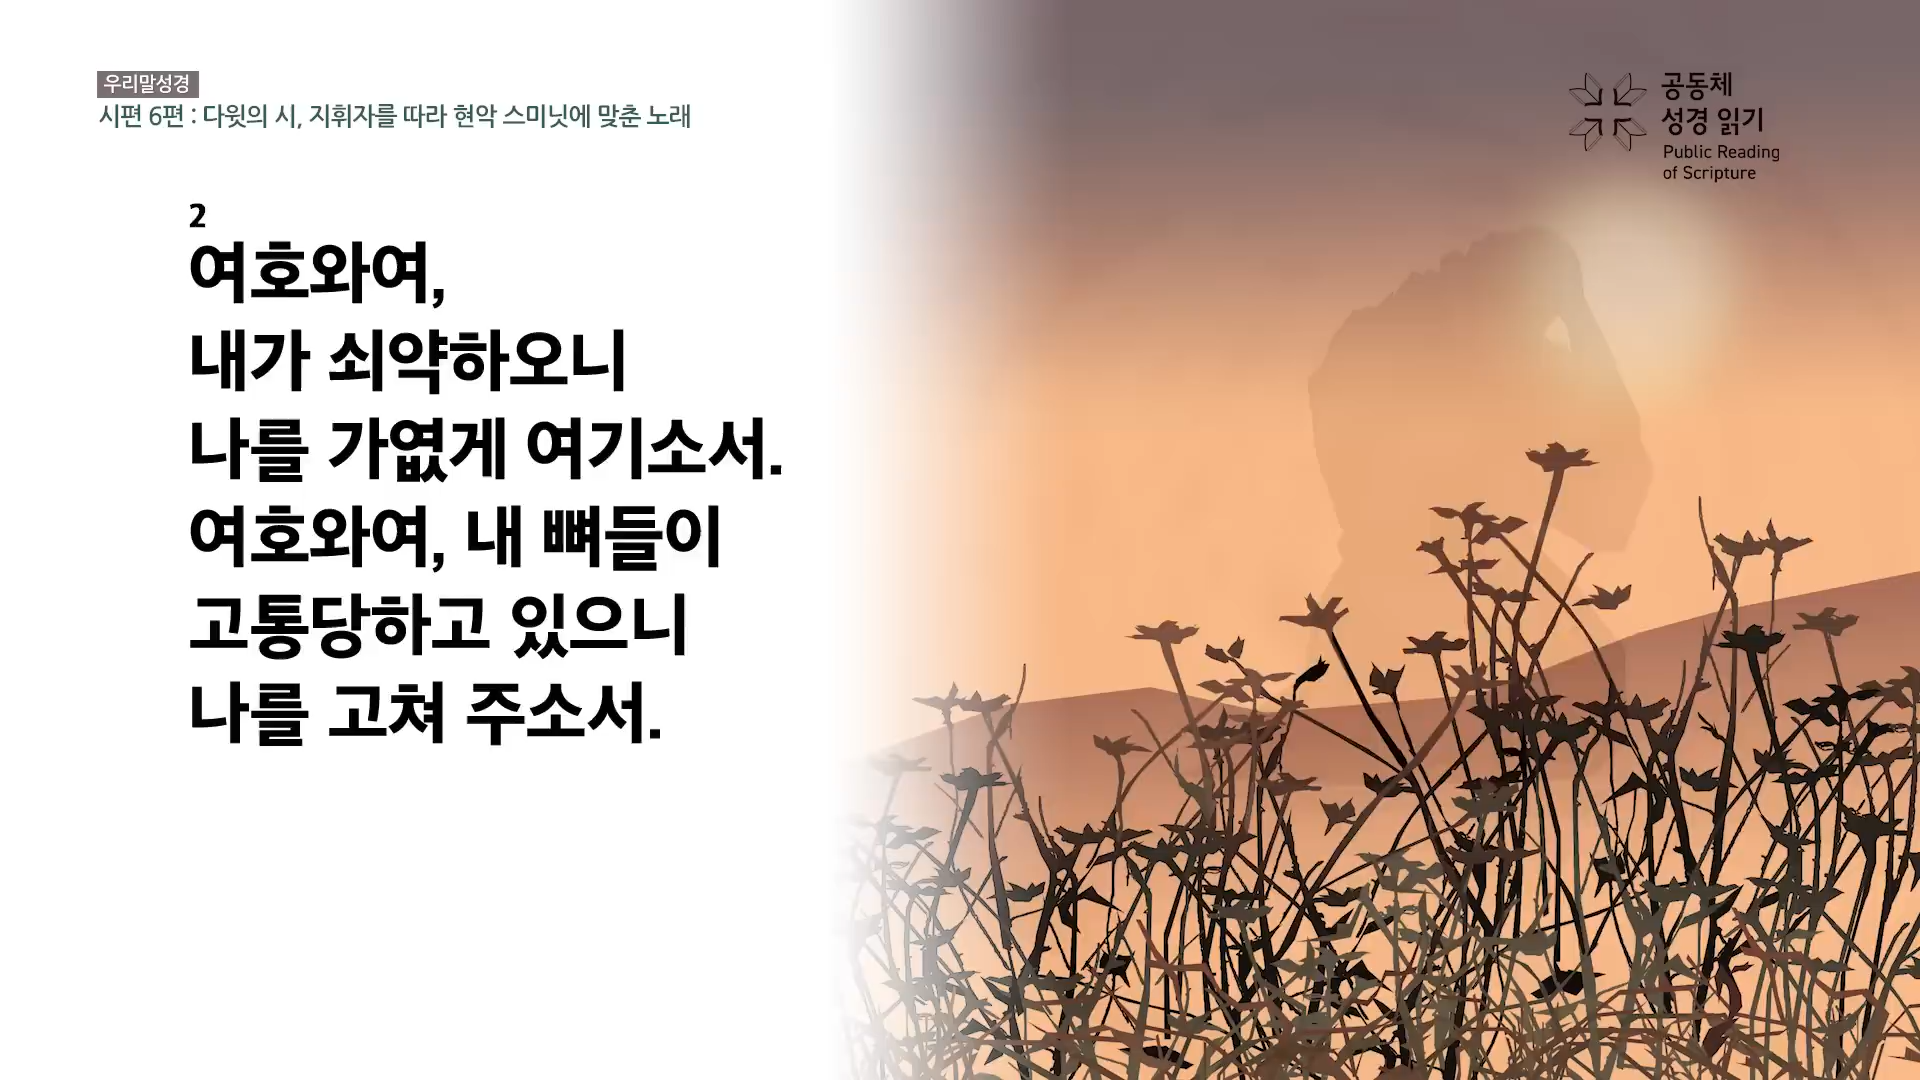 우리말성경
시편 6편 : 다윗의 시, 지휘자를 따라 현악 스미닛에 맞춘 노래
공동체
성경 읽기
Public Reading
of Scripture
2
여호와여,
내가 쇠약하오니
나를 가엾게 여기소서.
여호와여, 내 뼈들이
고통당하고 있으니
나를 고쳐 주소서.